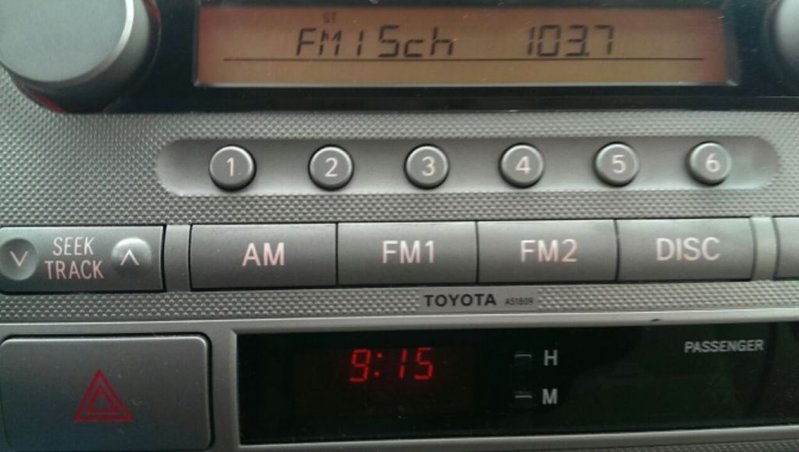 ST
FM1 5ch 103.7
1 2 3 4 5 6
SEEK
TRACK
AM FM1 FM2 DISC
TOYOTA A51809
PASSENGER
9:15 H
M